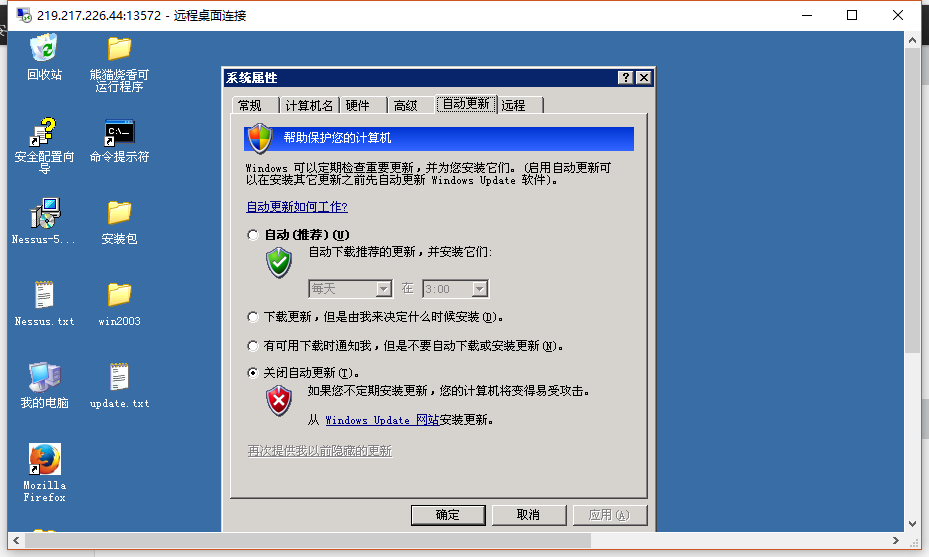 219.217.226.44:13572 - 远程桌面连接
回收站
熊猫烧香可
运行程序
安全配置向
导
C:\_
命令提示符
Nessus-5...
安装包
Nessus.txt
win2003
我的电脑
update.txt
Mozilla
Firefox
系统属性
常规
计算机名
硬件
高级
自动更新
远程
帮助保护您的计算机
Windows 可以定期检查重要更新，并为您安装它们。(启用自动更新可
以在安装其它更新之前先自动更新 Windows Update 软件)。
自动更新如何工作?
自动(推荐)(U)
自动下载推荐的更新，并安装它们:
每天 在 3:00
下载更新，但是由我来决定什么时候安装(D)。
有可用下载时通知我，但是不要自动下载或安装更新(N)。
关闭自动更新(T)。
如果您不定期安装更新，您的计算机将变得易受攻击。
从 Windows Update 网站安装更新。
再次提供我以前隐藏的更新
确定
取消
应用(A)